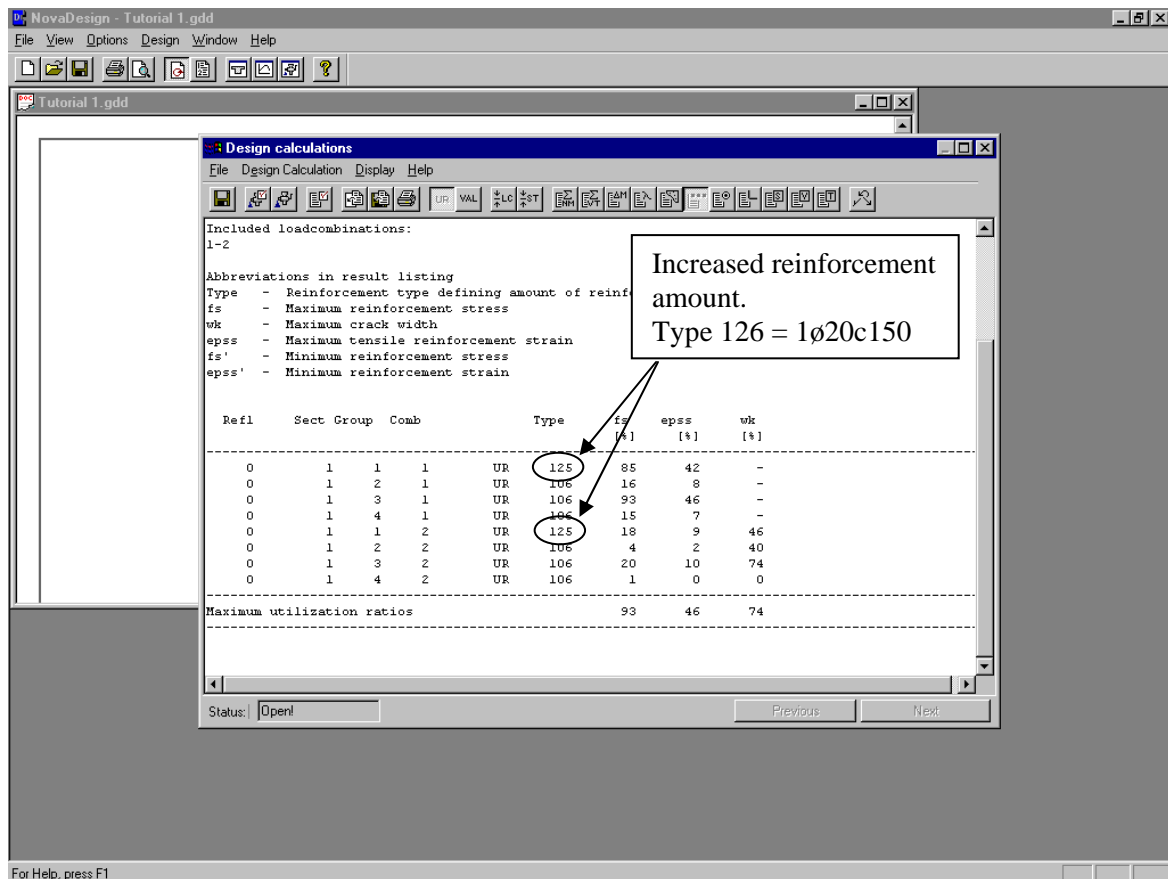 NovaDesign - Tutorial 1.gdd
File View Options Design Window Help
Tutorial 1.gdd
Design calculations
File Design Calculation Display Help
UR VAL LC ST
Included loadcombinations:
1-2
Abbreviations in result listing
Type - Reinforcement type defining amount of reinf
fs - Maximum reinforcement stress
wk - Maximum crack width
epss - Maximum tensile reinforcement strain
fs' - Minimum reinforcement stress
epss' - Minimum reinforcement strain
Increased reinforcement
amount.
Type 126 = 1ø20c150
Refl Sect Group Comb Type fs epss wk
[%] [%] [%]
0 1 1 1 UR 125 85 42 -
0 1 2 1 UR 106 16 8 -
0 1 3 1 UR 106 93 46 -
0 1 4 1 UR 106 15 7 -
0 1 1 2 UR 125 18 9 46
0 1 2 2 UR 106 4 2 40
0 1 3 2 UR 106 20 10 74
0 1 4 2 UR 106 1 0 0
Maximum utilization ratios 93 46 74
Status: Open!
Previous Next
For Help, press F1